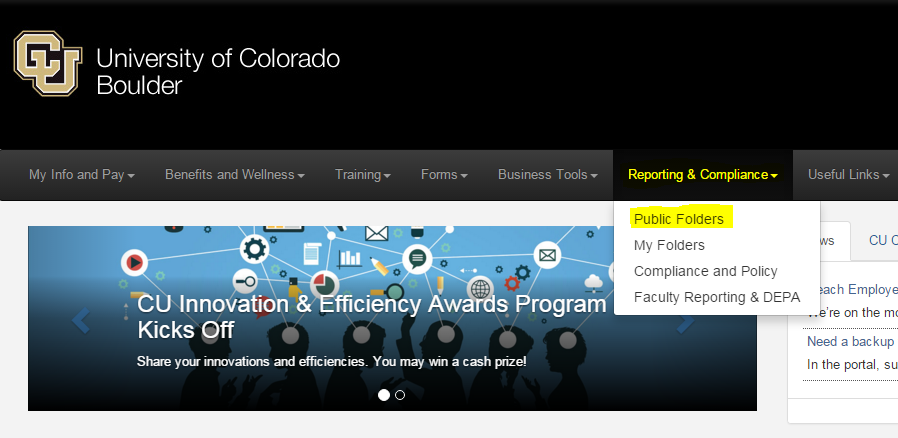 University of Colorado
Boulder
My Info and Pay Benefits and Wellness Training Forms Business Tools Reporting & Compliance Useful Links
Public Folders
My Folders
Compliance and Policy
Faculty Reporting & DEPA
CU Innovation & Efficiency Awards Program
Kicks Off
Share your innovations and efficiencies. You may win a cash prize!
CU
Employe
We're on the
Need a backup
In the portal, su